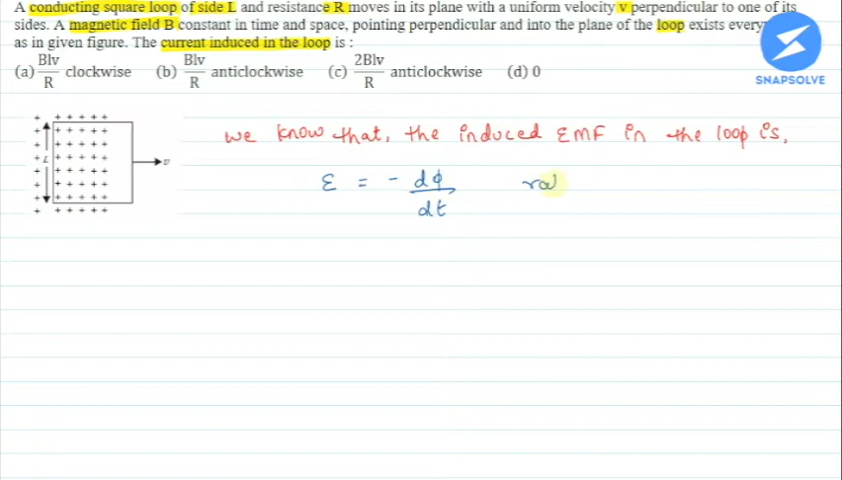 A conducting square loop of side L and resistance R moves in its plane with a uniform velocity v perpendicular to one of its
sides. A magnetic field B constant in time and space, pointing perpendicular and into the plane of the loop exists every
as in given figure. The current induced in the loop is :
(a) Blv/R clockwise (b) Blv/R anticlockwise (c) 2Blv/R anticlockwise (d) 0
SNAPSOLVE
L
v
We know that, the induced EMF in the loop is,
ε = - dϕ/dt